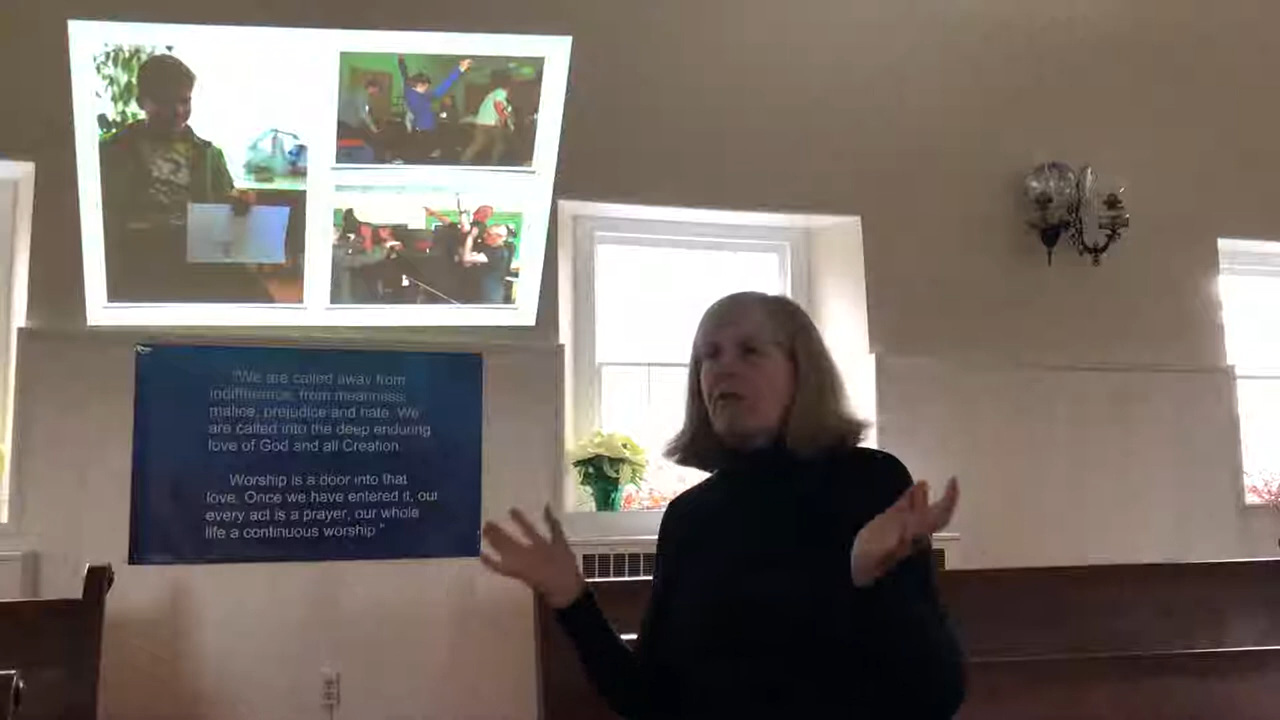 "We are called away from
indifference, from meanness,
malice, prejudice and hate. We
are called into the deep enduring
love of God and all Creation.
Worship is a door into that
love. Once we have entered it, our
every act is a prayer, our whole
life a continuous worship."